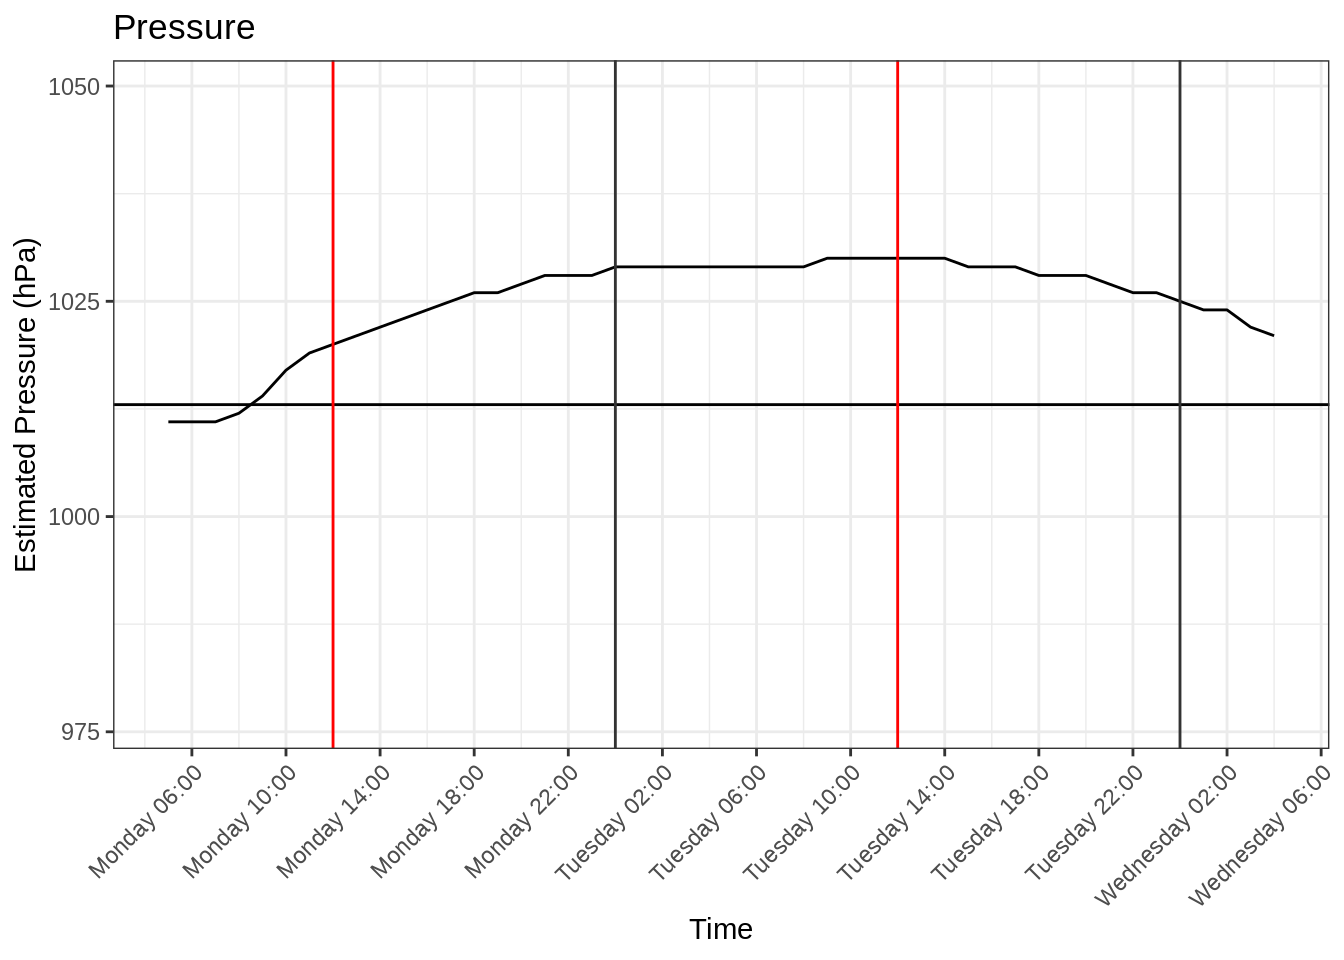 Pressure
Estimated Pressure (hPa)
1050
1025
1000
975
Monday 06:00
Monday 10:00
Monday 14:00
Monday 18:00
Monday 22:00
Tuesday 02:00
Tuesday 06:00
Tuesday 10:00
Tuesday 14:00
Tuesday 18:00
Tuesday 22:00
Wednesday 02:00
Wednesday 06:00
Time